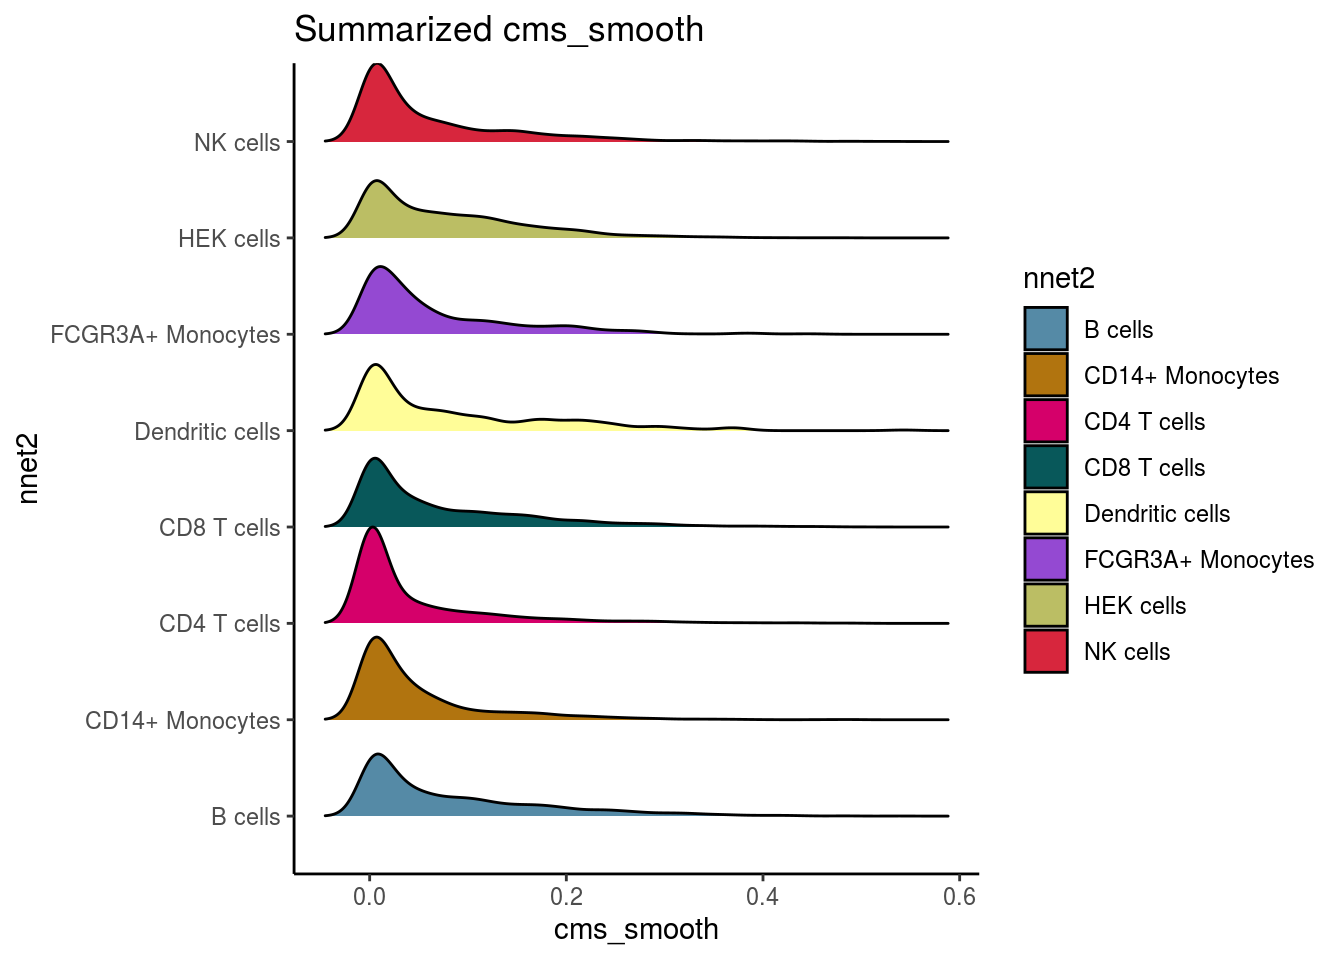 Summarized cms_smooth
NK cells
HEK cells
FCGR3A+ Monocytes
Dendritic cells
CD8 T cells
CD4 T cells
CD14+ Monocytes
B cells
nnet2
0.0 0.2 0.4 0.6
cms_smooth
nnet2
B cells
CD14+ Monocytes
CD4 T cells
CD8 T cells
Dendritic cells
FCGR3A+ Monocytes
HEK cells
NK cells